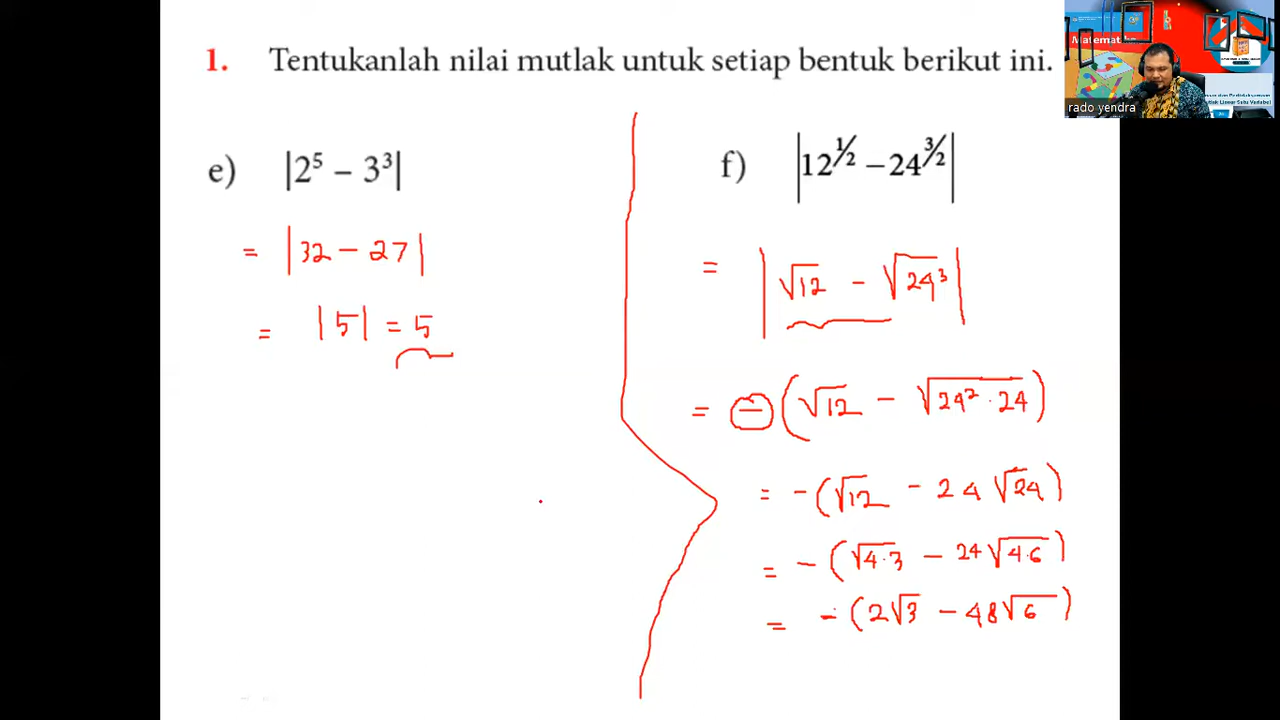 1. Tentukanlah nilai mutlak untuk setiap bentuk berikut ini.
Matematika
rado yendra
e) |2⁵ – 3³|
= |32 – 27|
= |5| = 5
f) |12^½ – 24^3⁄2|
= |√12 – √24³|
= –(√12 – √(24² · 24))
= –(√12 – 24√24)
= –(√(4·3) – 24√(4·6))
= –(2√3 – 48√6)